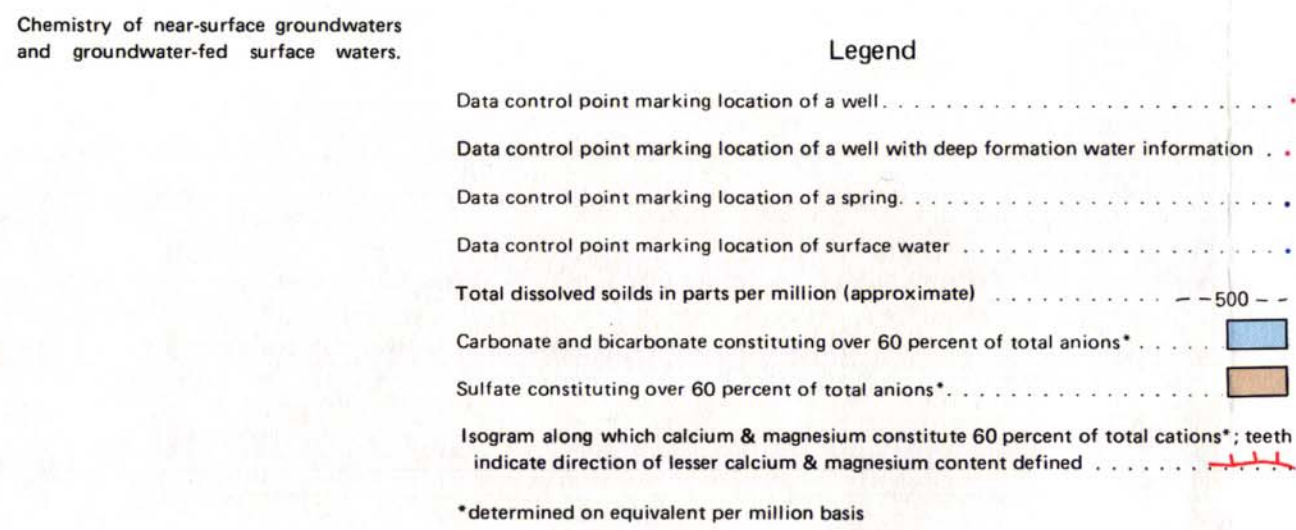 Chemistry of near-surface groundwaters
and groundwater-fed surface waters.
Legend
Data control point marking location of a well
Data control point marking location of a well with deep formation water information
Data control point marking location of a spring
Data control point marking location of surface water
Total dissolved soilds in parts per million (approximate) --500--
Carbonate and bicarbonate constituting over 60 percent of total anions*
Sulfate constituting over 60 percent of total anions*
Isogram along which calcium & magnesium constitute 60 percent of total cations*; teeth
indicate direction of lesser calcium & magnesium content defined
*determined on equivalent per million basis